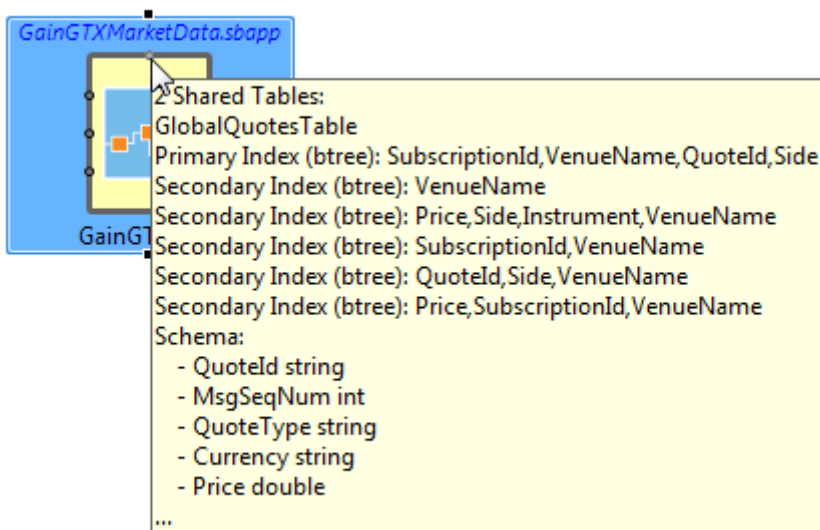 GainGTXMarketData.sbapp
2 Shared Tables:
GlobalQuotesTable
Primary Index (btree): SubscriptionId,VenueName,QuoteId,Side
Secondary Index (btree): VenueName
Secondary Index (btree): Price,Side,Instrument,VenueName
Secondary Index (btree): SubscriptionId,VenueName
Secondary Index (btree): QuoteId,Side,VenueName
Secondary Index (btree): Price,SubscriptionId,VenueName
Schema:
- QuoteId string
- MsgSeqNum int
- QuoteType string
- Currency string
- Price double
...